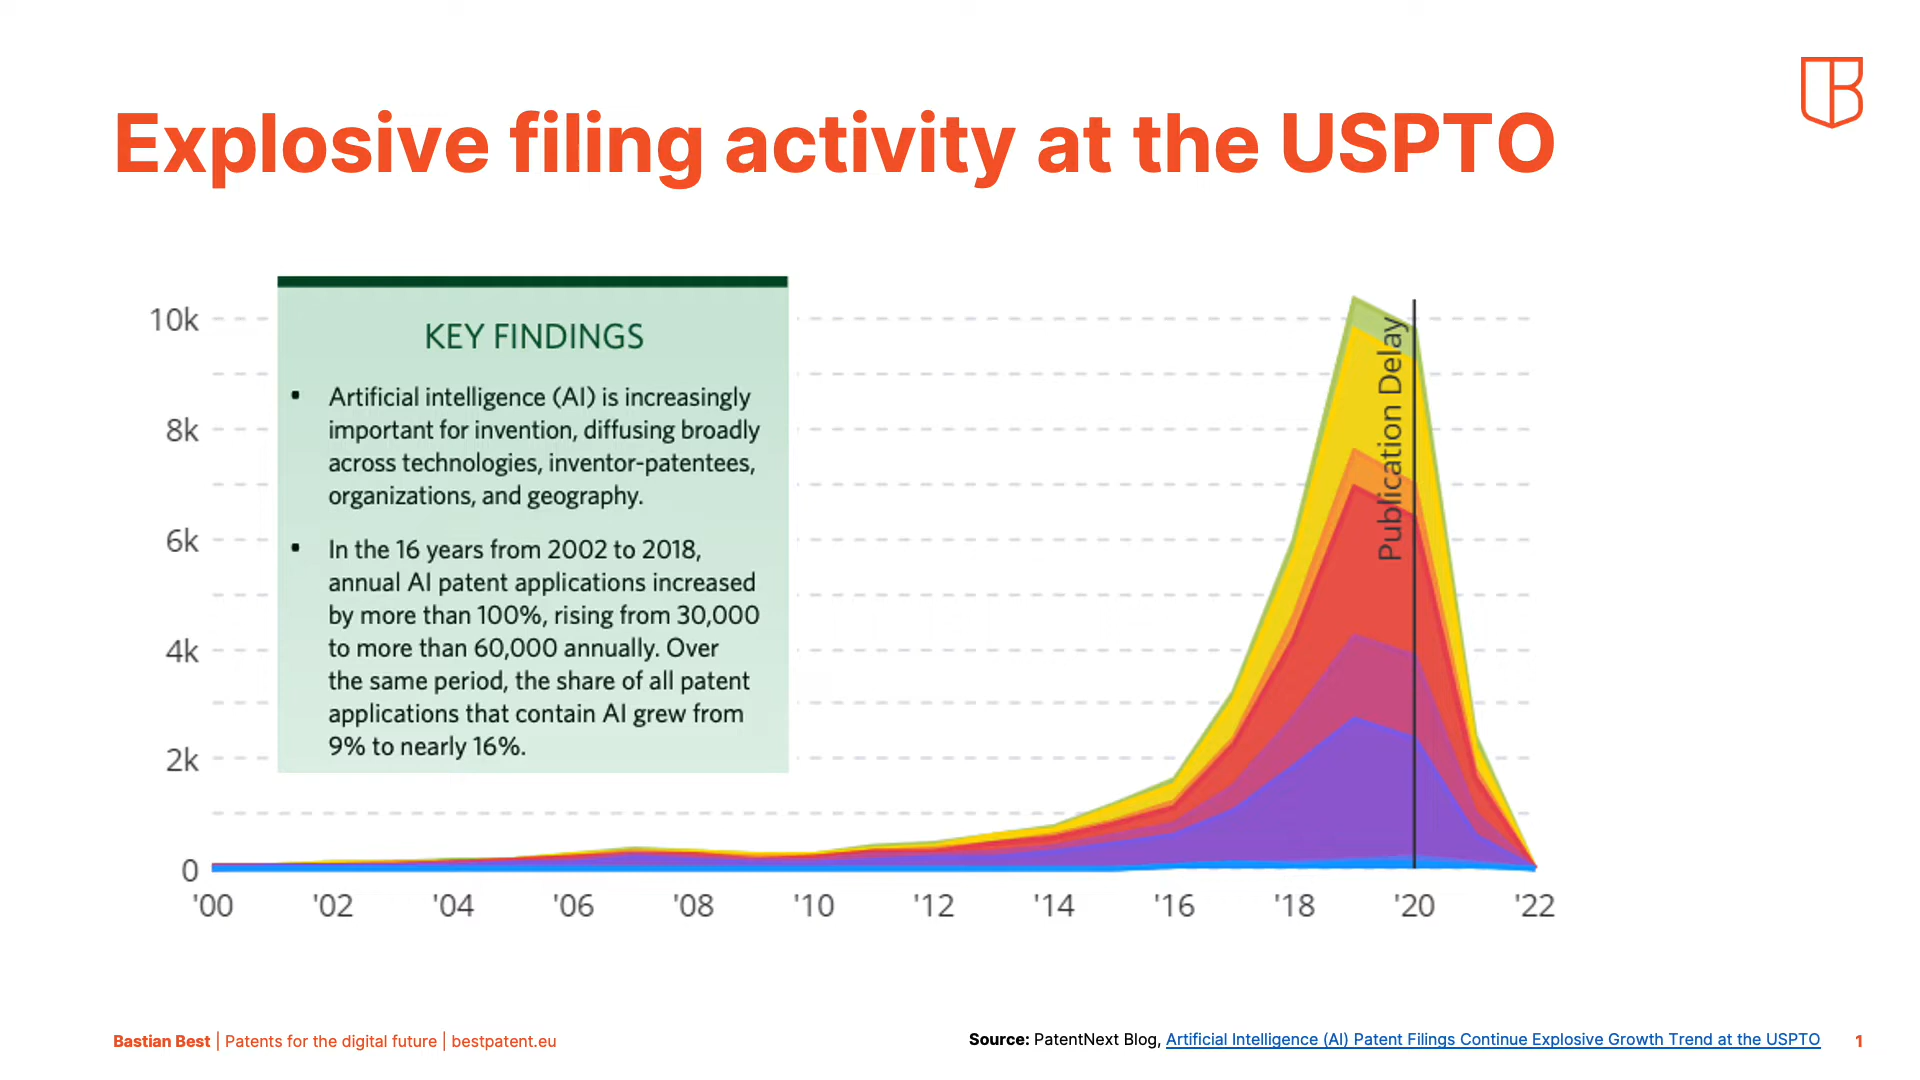 Explosive filing activity at the USPTO
KEY FINDINGS
▪ Artificial intelligence (AI) is increasingly
important for invention, diffusing broadly
across technologies, inventor-patentees,
organizations, and geography.
▪ In the 16 years from 2002 to 2018,
annual AI patent applications increased
by more than 100%, rising from 30,000
to more than 60,000 annually. Over
the same period, the share of all patent
applications that contain AI grew from
9% to nearly 16%.
10k
8k
6k
4k
2k
0
Publication Delay
'00 '02 '04 '06 '08 '10 '12 '14 '16 '18 '20 '22
Bastian Best | Patents for the digital future | bestpatent.eu
Source: PatentNext Blog, Artificial Intelligence (AI) Patent Filings Continue Explosive Growth Trend at the USPTO
1